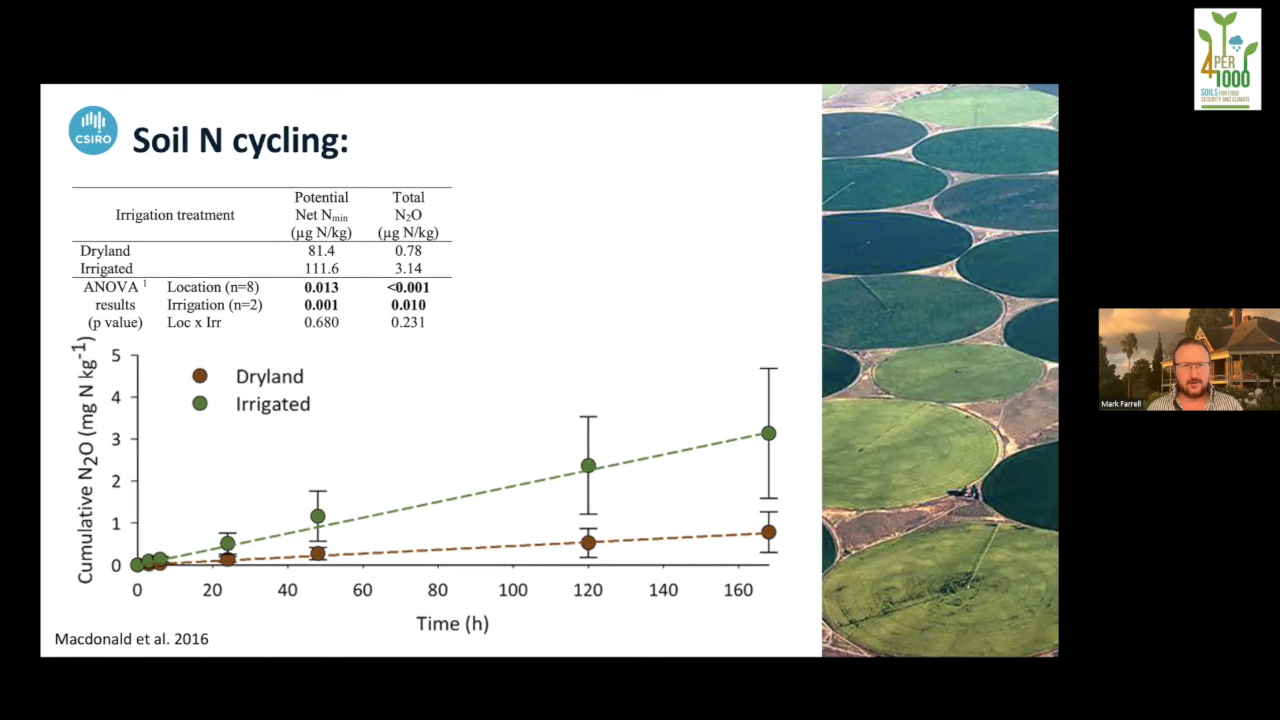 4 PER 1000
SOILS FOR FOOD
SECURITY AND CLIMATE
CSIRO
Soil N cycling:
Irrigation treatment Potential Net Nmin (µg N/kg) Total N2O (µg N/kg)
Dryland 81.4 0.78
Irrigated 111.6 3.14
ANOVA 1 Location (n=8) 0.013 <0.001
results Irrigation (n=2) 0.001 0.010
(p value) Loc x Irr 0.680 0.231
Cumulative N2O (mg N kg-1)
5
4
3
2
1
0
Dryland
Irrigated
0 20 40 60 80 100 120 140 160
Time (h)
Macdonald et al. 2016
Mark Farrell